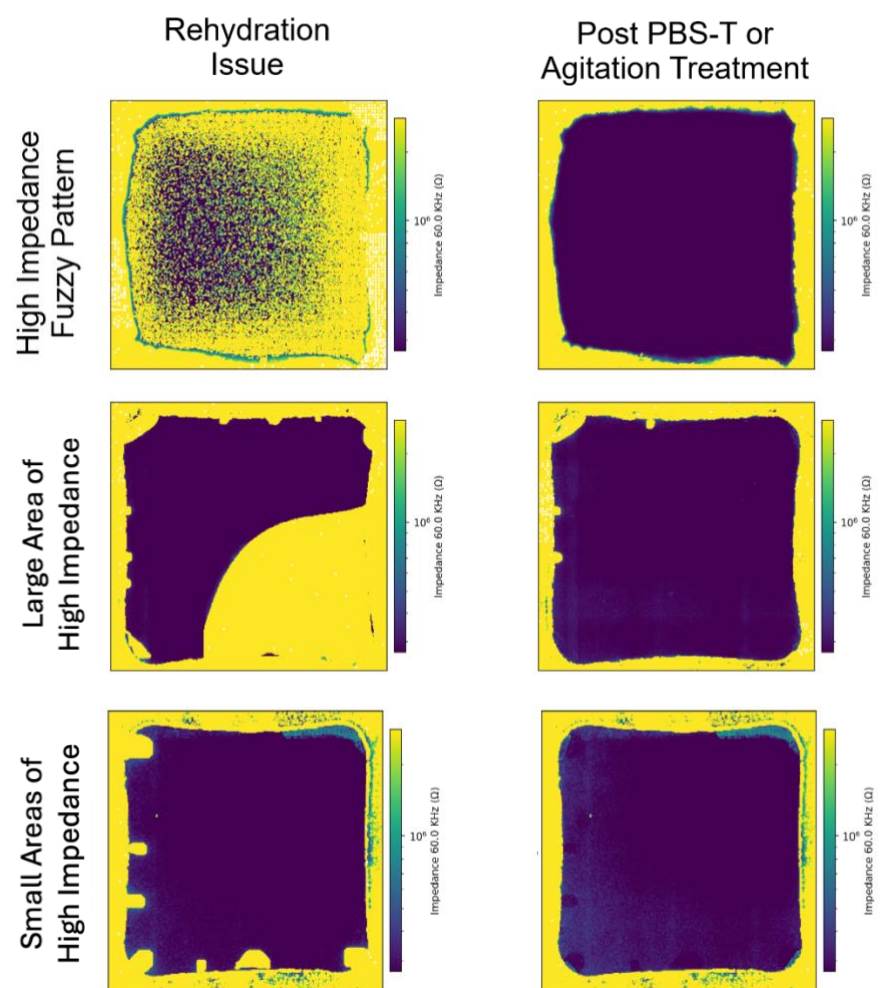 Rehydration
Issue
Post PBS-T or
Agitation Treatment
High Impedance
Fuzzy Pattern
10⁶
Impedance 60.0 KHz (Ω)
10⁶
Impedance 60.0 KHz (Ω)
Large Area of
High Impedance
10⁶
Impedance 60.0 KHz (Ω)
10⁶
Impedance 60.0 KHz (Ω)
Small Areas of
High Impedance
10⁶
Impedance 60.0 KHz (Ω)
10⁶
Impedance 60.0 KHz (Ω)